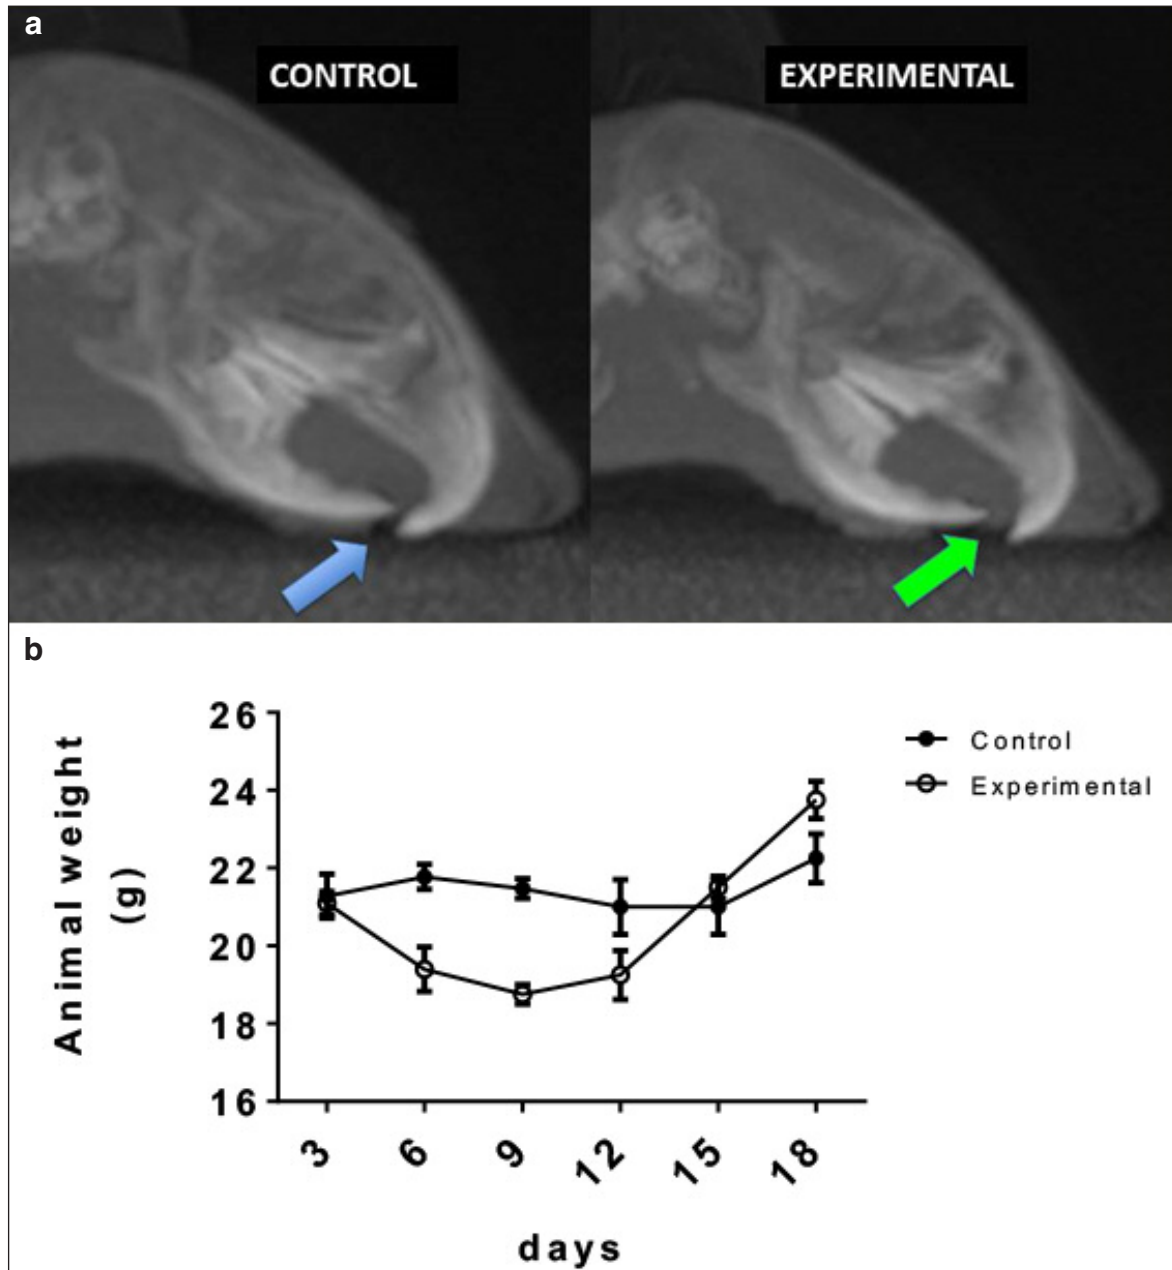 a
CONTROL
EXPERIMENTAL
b
Animal weight
(g)
26
24
22
20
18
16
3
6
9
12
15
18
days
Control
Experimental